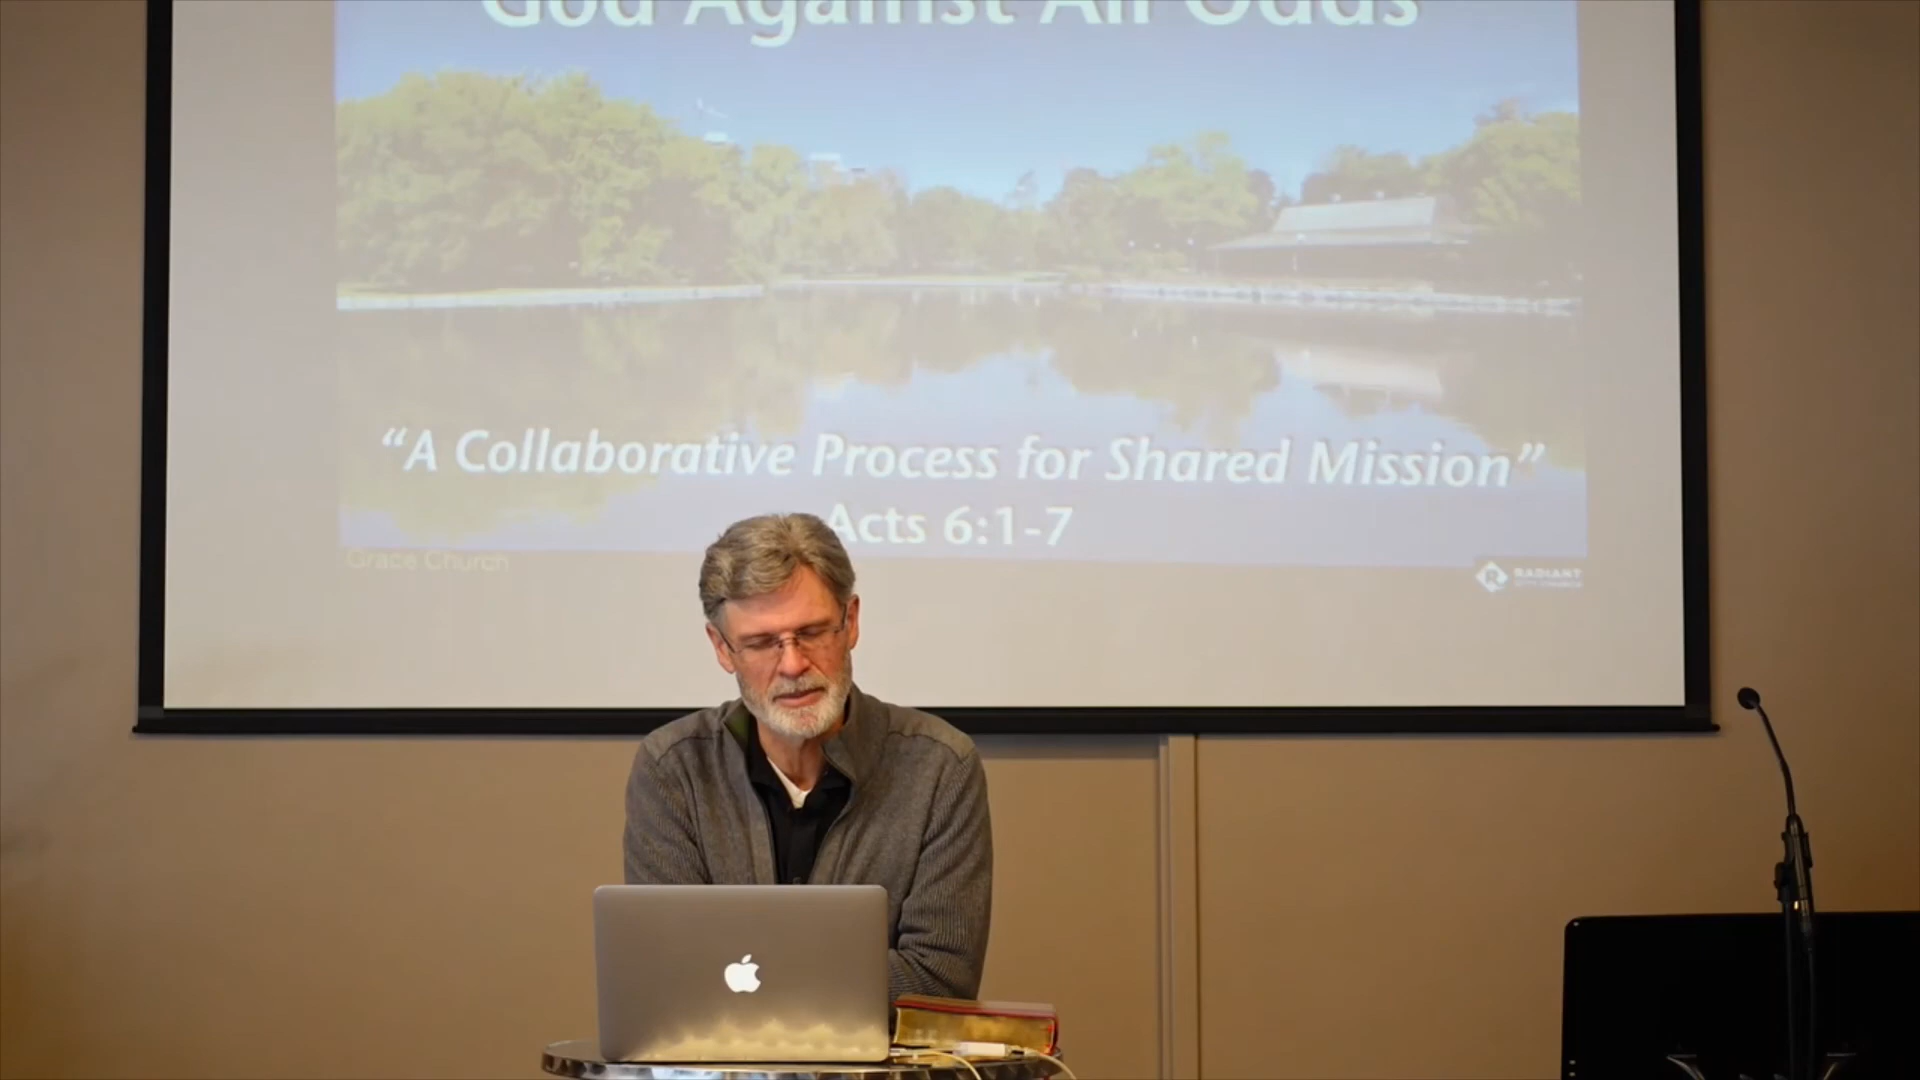 God Against All Odds
“A Collaborative Process for Shared Mission”
Acts 6:1-7
Grace Church
RADIANT